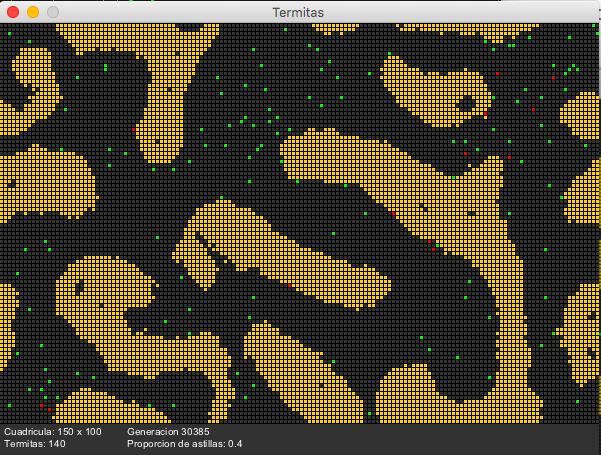 Termitas
Cuadricula: 150 x 100 Generacion 30385
Termitas: 140 Proporcion de astillas: 0.4